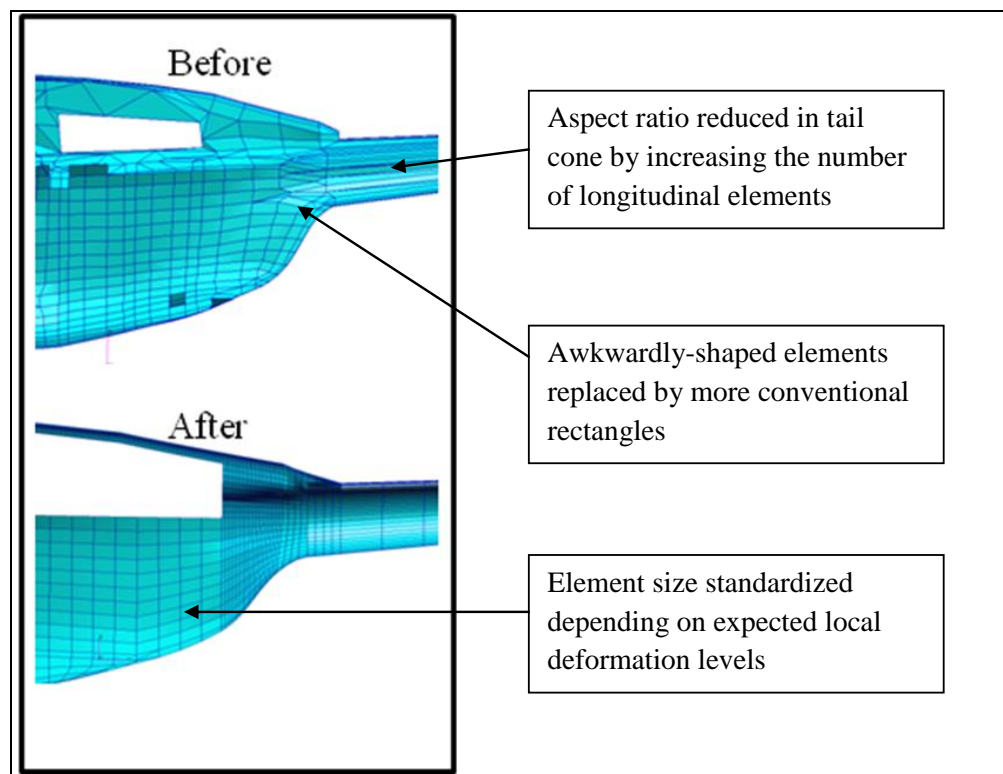 Before
Aspect ratio reduced in tail
cone by increasing the number
of longitudinal elements
Awkwardly-shaped elements
replaced by more conventional
rectangles
After
Element size standardized
depending on expected local
deformation levels